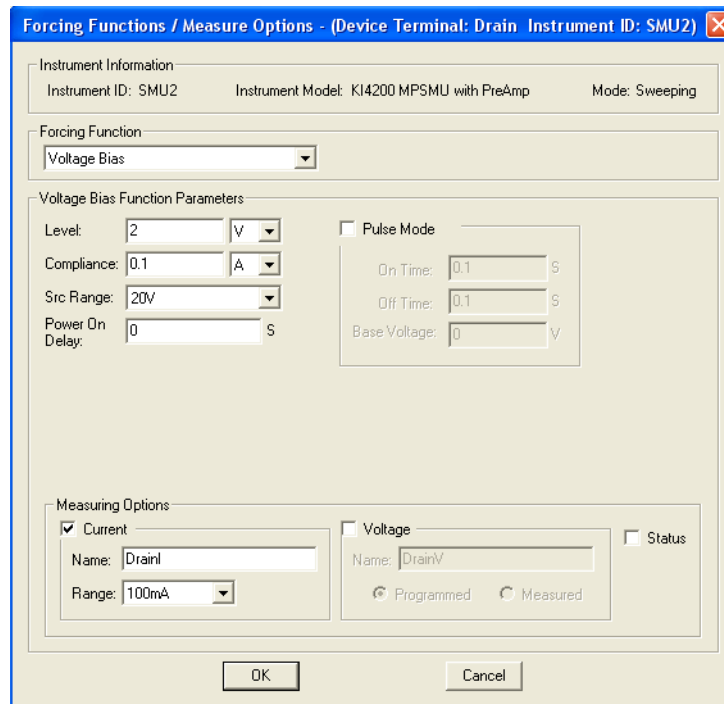 Forcing Functions / Measure Options - (Device Terminal: Drain  Instrument ID: SMU2)
Instrument Information
Instrument ID: SMU2 Instrument Model: KI4200 MPSMU with PreAmp Mode: Sweeping
Forcing Function
Voltage Bias
Voltage Bias Function Parameters
Level: 2 V
Compliance: 0.1 A
Src Range: 20V
Power On
Delay: 0 S
Pulse Mode
On Time: 0.1 S
Off Time: 0.1 S
Base Voltage: 0 V
Measuring Options
Current
Name: DrainI
Range: 100mA
Voltage
Name: DrainV
Programmed Measured
Status
OK Cancel